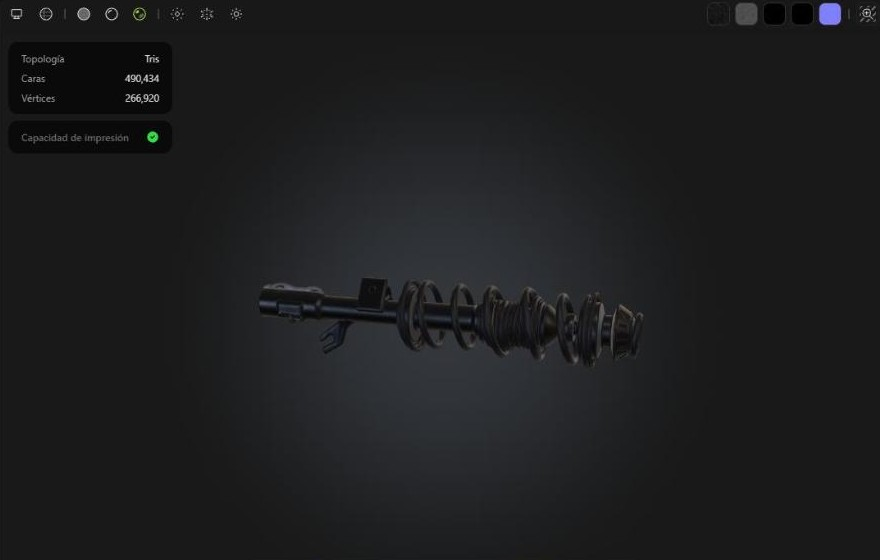 Topología Tris
Caras 490,434
Vértices 266,920
Capacidad de impresión